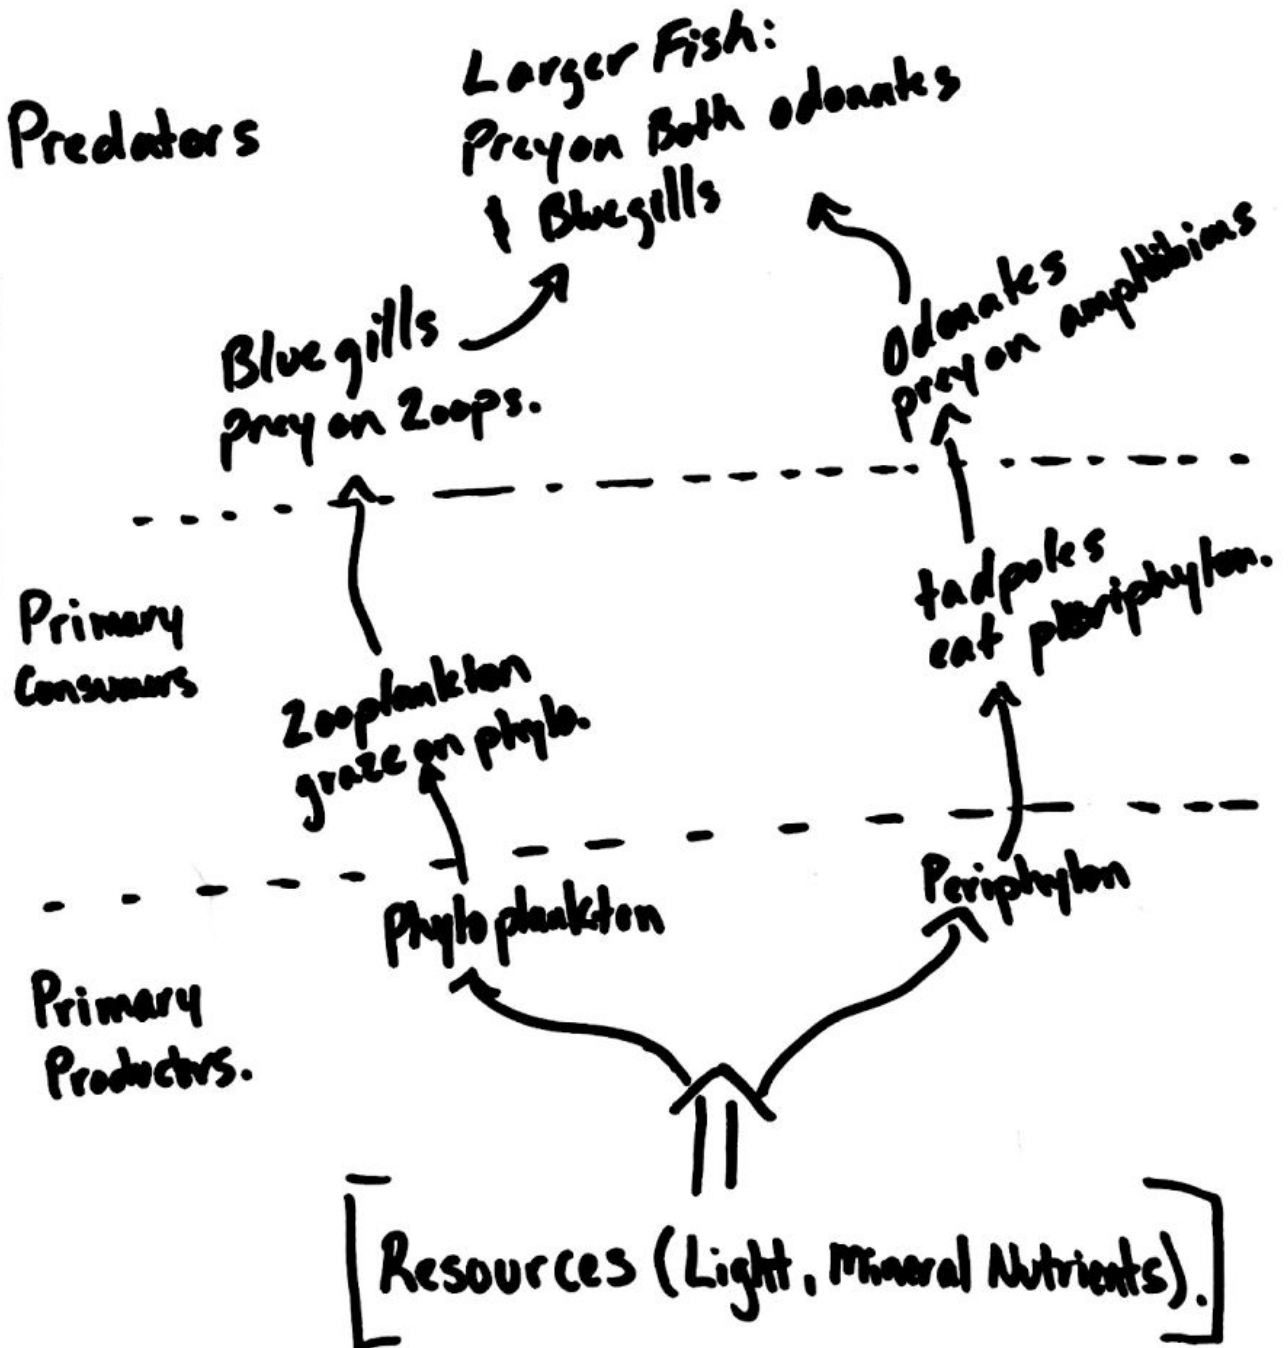 Larger Fish:
Prey on Both odonates
& Bluegills
Predators
Bluegills
prey on Zoops.
Odonates
prey on amphibians
Primary
Consumers
tadpoles
eat periphyton.
Zooplankton
graze on phyto.
Phytoplankton
Periphyton
Primary
Producers.
Resources (Light, Mineral Nutrients).